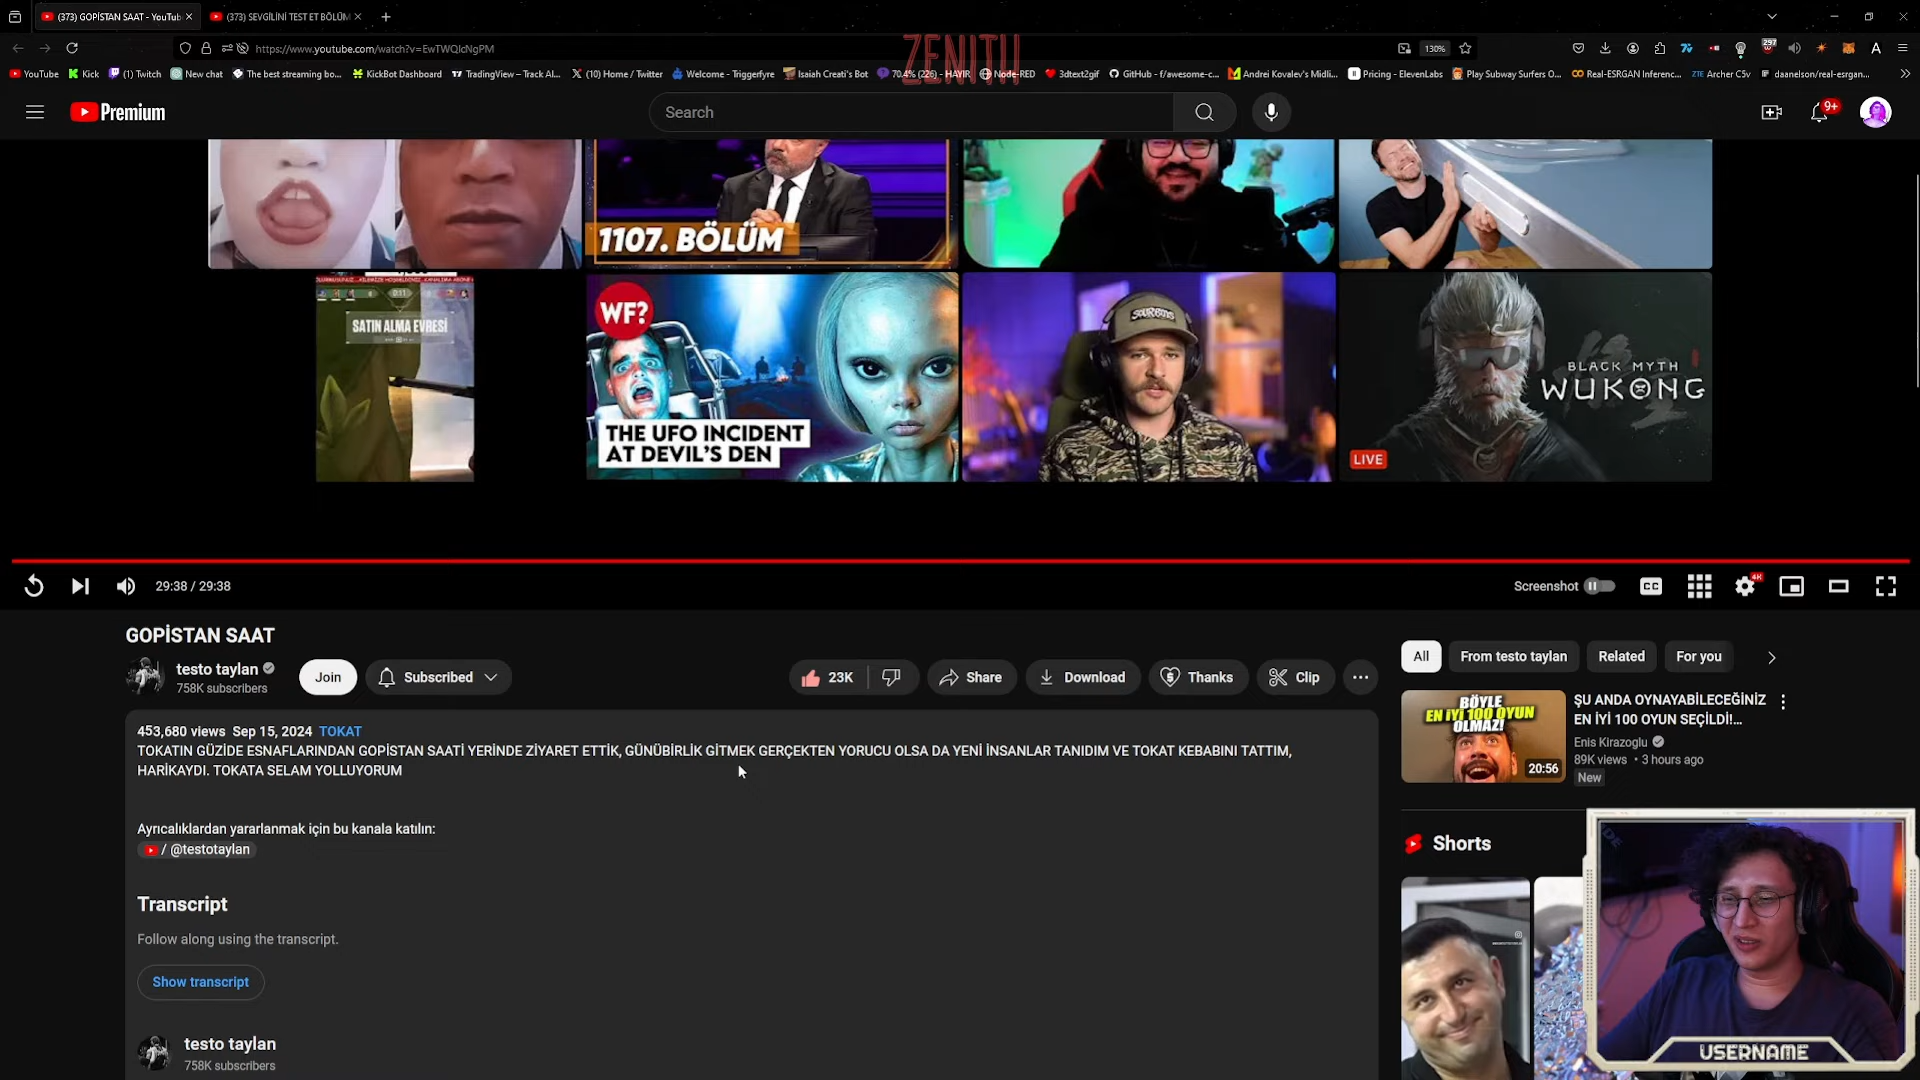 (373) GOPİSTAN SAAT - YouTub
(373) SEVGİLİNİ TEST ET BÖLÜM
https://www.youtube.com/watch?v=EwTWQIcNgPM
ZENITH
130%
297
YouTube
Kick
(1) Twitch
New chat
The best streaming bo...
KickBot Dashboard
TradingView – Track Al...
(10) Home / Twitter
Welcome - Triggerfyre
Isaiah Creati's Bot
70.4% (226) - HAYIR
Node-RED
3dtext2gif
GitHub - f/awesome-c...
Andrei Kovalev's Midli...
Pricing - ElevenLabs
Play Subway Surfers O...
Real-ESRGAN Inferenc...
ZTE Archer C5v
daanelson/real-esrgan...
Premium
Search
9+
1107. BÖLÜM
SATIN ALMA EVRESİ
WF?
THE UFO INCIDENT
AT DEVIL'S DEN
SOURBOYS
BLACK MYTH
WUKONG
LIVE
29:38 / 29:38
Screenshot
CC
4K
GOPİSTAN SAAT
testo taylan
758K subscribers
Join
Subscribed
23K
Share
Download
Thanks
Clip
453,680 views Sep 15, 2024 TOKAT
TOKATIN GÜZİDE ESNAFLARINDAN GOPİSTAN SAATİ YERİNDE ZİYARET ETTİK, GÜNÜBİRLİK GİTMEK GERÇEKTEN YORUCU OLSA DA YENİ İNSANLAR TANIDIM VE TOKAT KEBABINI TATTIM,
HARİKAYDI. TOKATA SELAM YOLLUYORUM
Ayrıcalıklardan yararlanmak için bu kanala katılın:
/ @testotaylan
Transcript
Follow along using the transcript.
Show transcript
testo taylan
758K subscribers
All
From testo taylan
Related
For you
BÖYLE
EN İYİ 100 OYUN
OLMAZ!
20:56
ŞU ANDA OYNAYABİLECEĞİNİZ
EN İYİ 100 OYUN SEÇİLDİ!...
Enis Kirazoglu
89K views • 3 hours ago
New
Shorts
USERNAME